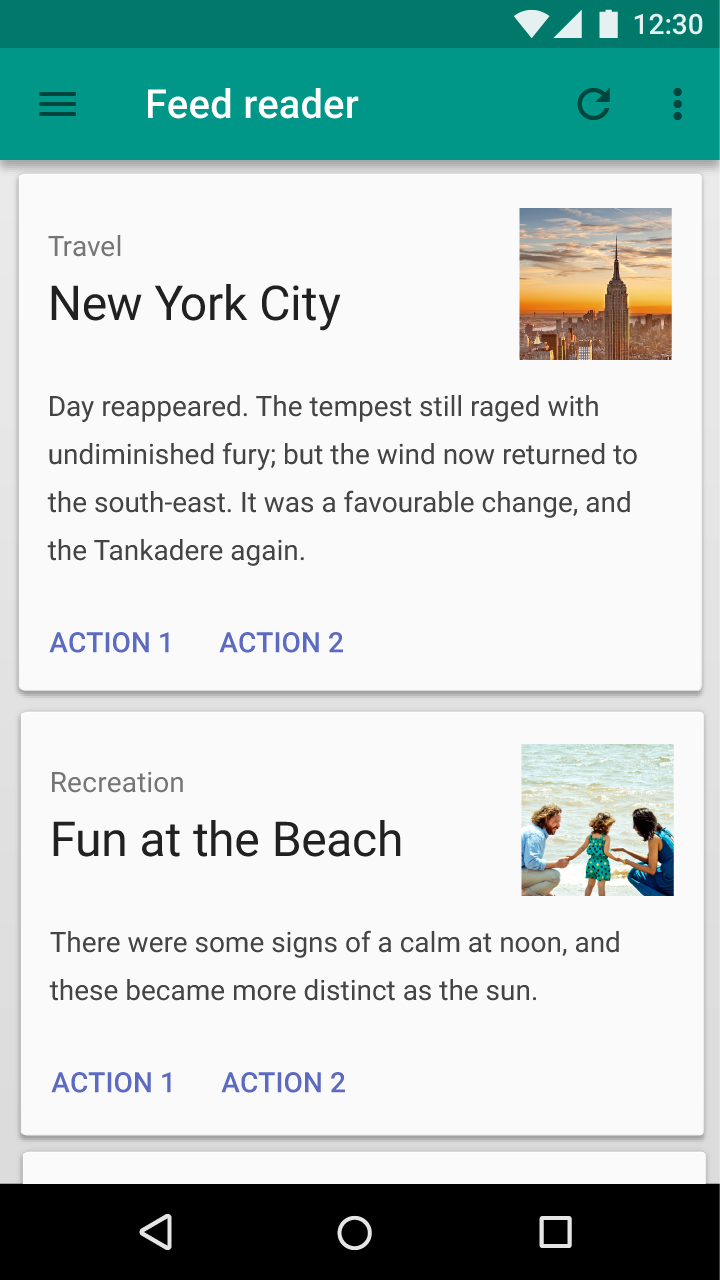 12:30
Feed reader
Travel
New York City
Day reappeared. The tempest still raged with
undiminished fury; but the wind now returned to
the south-east. It was a favourable change, and
the Tankadere again.
ACTION 1 ACTION 2
Recreation
Fun at the Beach
There were some signs of a calm at noon, and
these became more distinct as the sun.
ACTION 1 ACTION 2